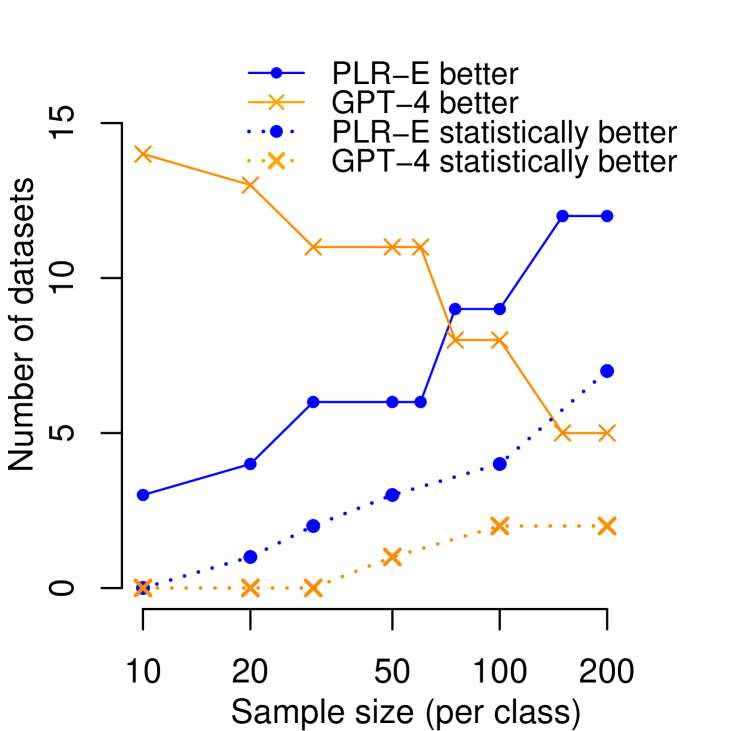 PLR−E better
GPT−4 better
PLR−E statistically better
GPT−4 statistically better
15
10
5
0
Number of datasets
10 20 50 100 200
Sample size (per class)